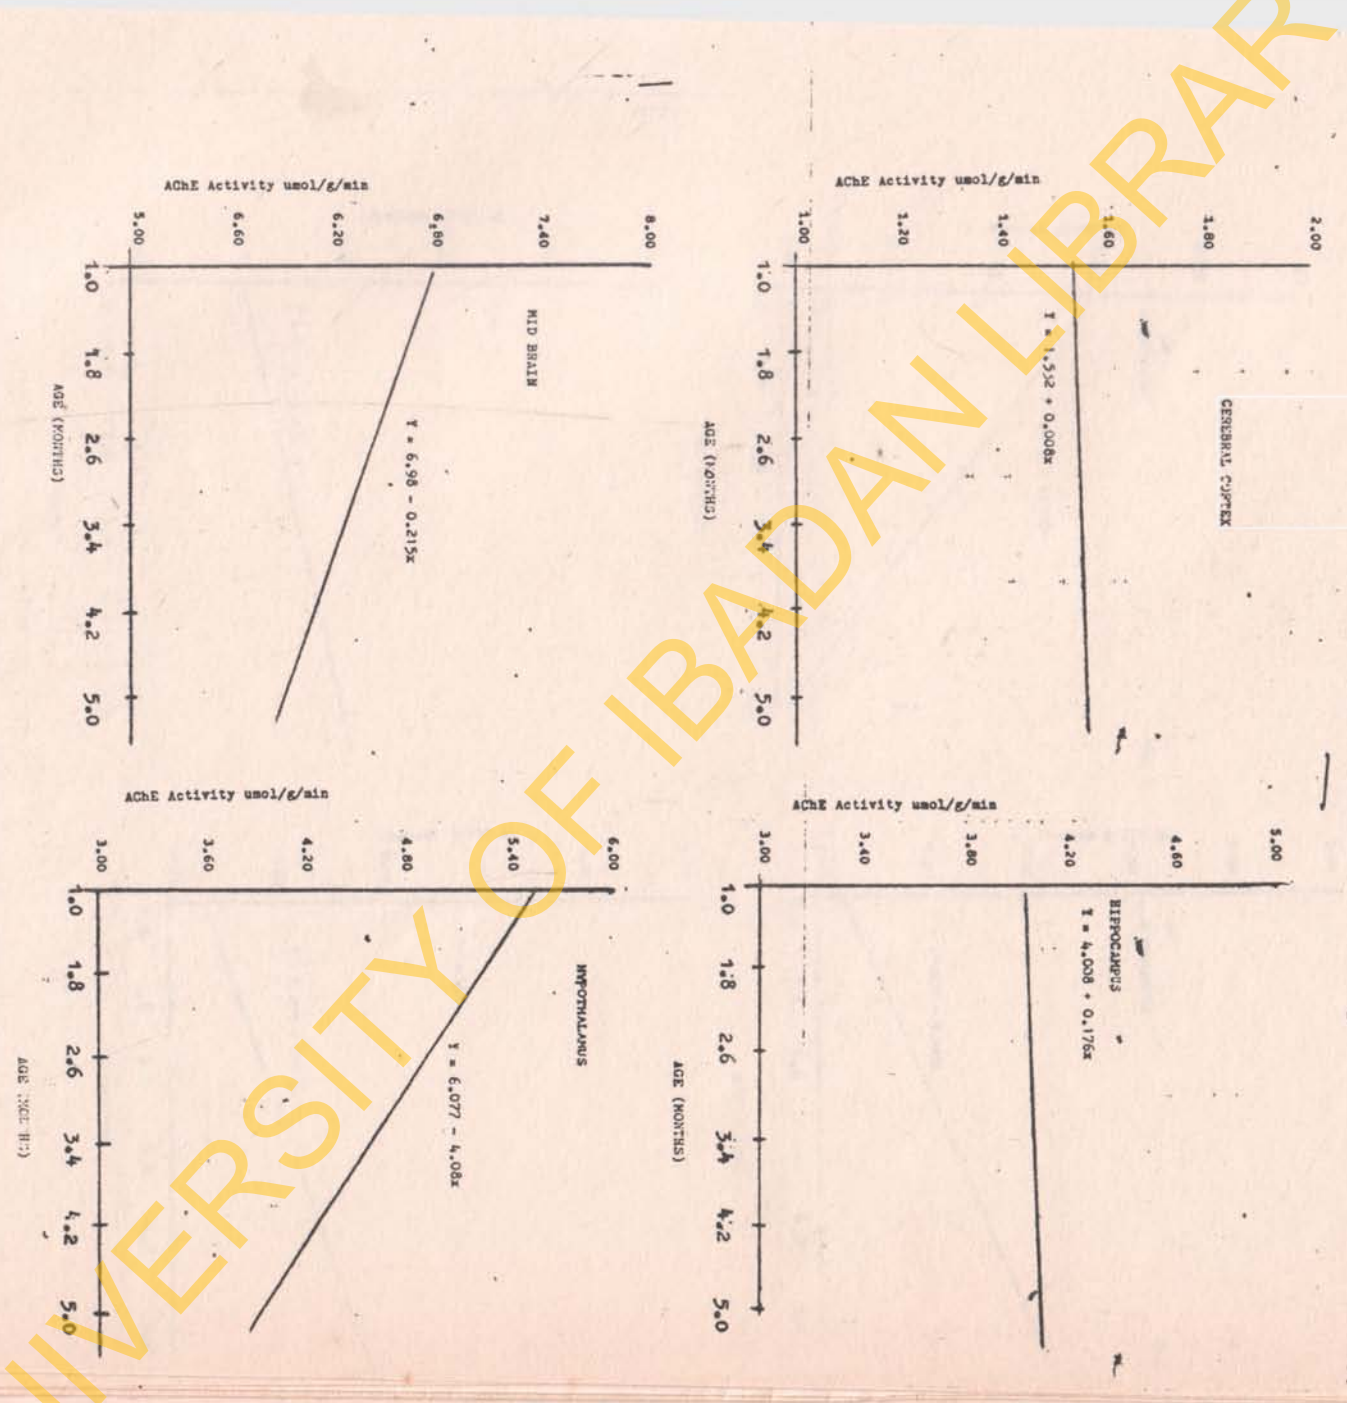 CEREBRAL CORTEX
AChE Activity umol/g/min
2.00
1.80
1.60
1.40
1.20
1.00
Y = 1.552 + 0.008x
1.0 1.8 2.6 3.4 4.2 5.0
AGE (MONTHS)
HIPPOCAMPUS
Y = 4.008 + 0.176x
AChE Activity umol/g/min
5.00
4.60
4.20
3.80
3.40
3.00
1.0 1.8 2.6 3.4 4.2 5.0
AGE (MONTHS)
MID BRAIN
AChE Activity umol/g/min
8.00
7.40
6.80
6.20
6.60
5.00
Y = 6.98 - 0.215x
1.0 1.8 2.6 3.4 4.2 5.0
AGE (MONTHS)
HYPOTHALAMUS
AChE Activity umol/g/min
6.00
5.40
4.80
4.20
3.60
3.00
Y = 6.077 - 4.08x
1.0 1.8 2.6 3.4 4.2 5.0
AGE
IVERSITY OF IBADAN LIBRAR